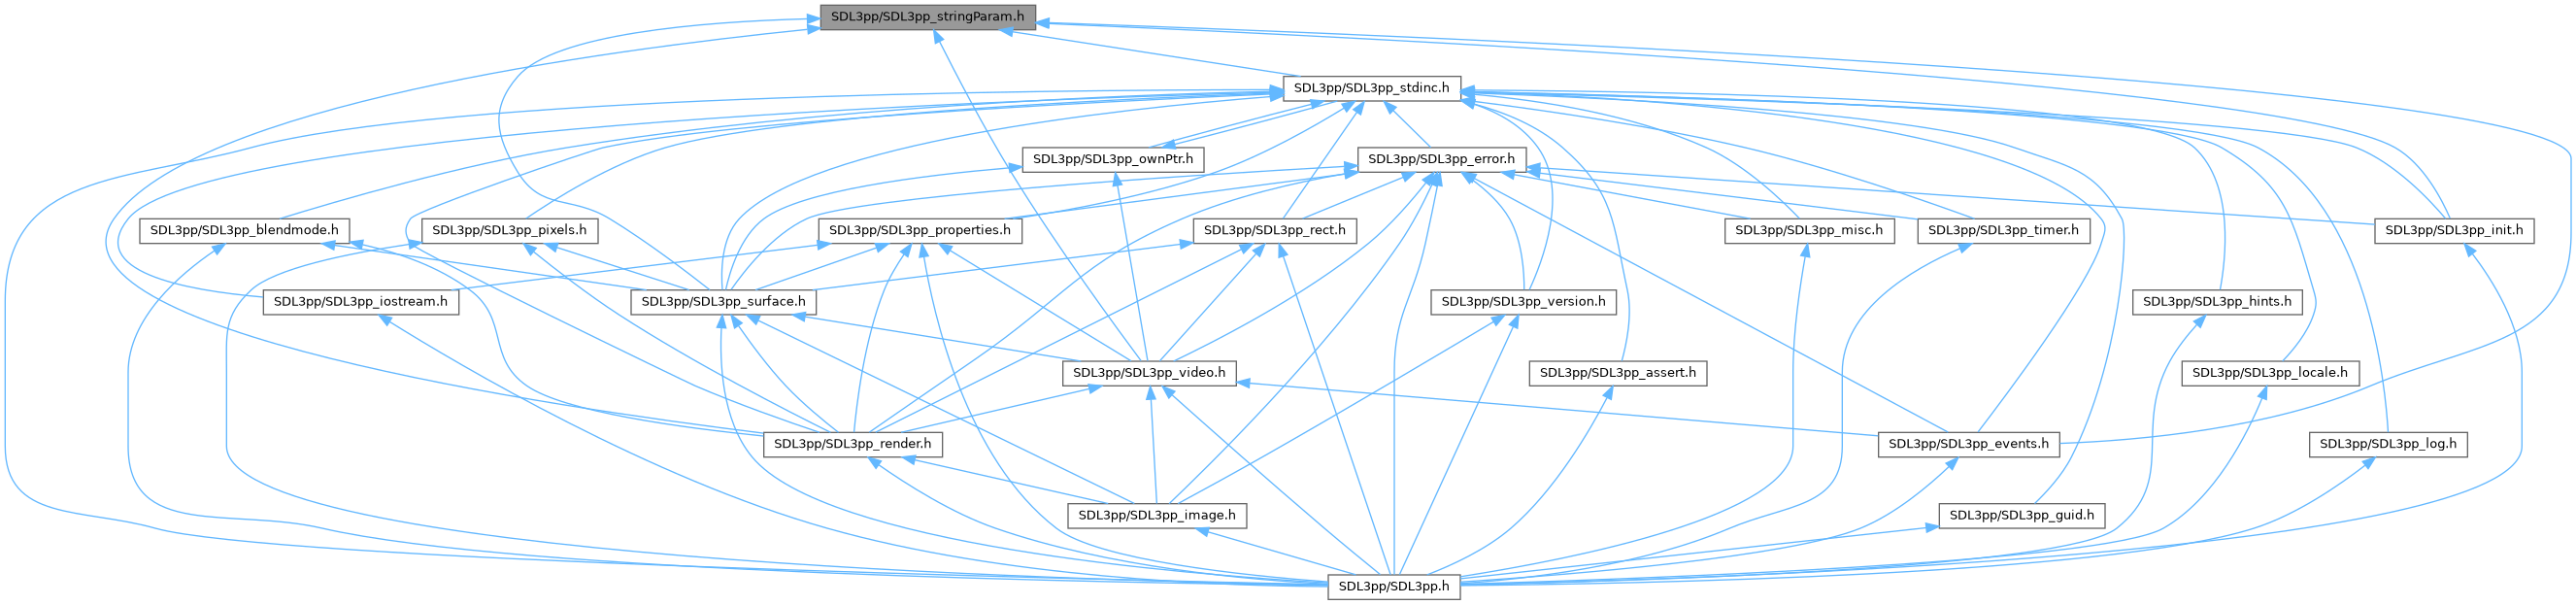 SDL3pp/SDL3pp_stringParam.h
SDL3pp/SDL3pp_stdinc.h
SDL3pp/SDL3pp_ownPtr.h
SDL3pp/SDL3pp_error.h
SDL3pp/SDL3pp_blendmode.h
SDL3pp/SDL3pp_pixels.h
SDL3pp/SDL3pp_properties.h
SDL3pp/SDL3pp_rect.h
SDL3pp/SDL3pp_misc.h
SDL3pp/SDL3pp_timer.h
SDL3pp/SDL3pp_init.h
SDL3pp/SDL3pp_iostream.h
SDL3pp/SDL3pp_surface.h
SDL3pp/SDL3pp_version.h
SDL3pp/SDL3pp_hints.h
SDL3pp/SDL3pp_video.h
SDL3pp/SDL3pp_assert.h
SDL3pp/SDL3pp_locale.h
SDL3pp/SDL3pp_render.h
SDL3pp/SDL3pp_events.h
SDL3pp/SDL3pp_log.h
SDL3pp/SDL3pp_image.h
SDL3pp/SDL3pp_guid.h
SDL3pp/SDL3pp.h